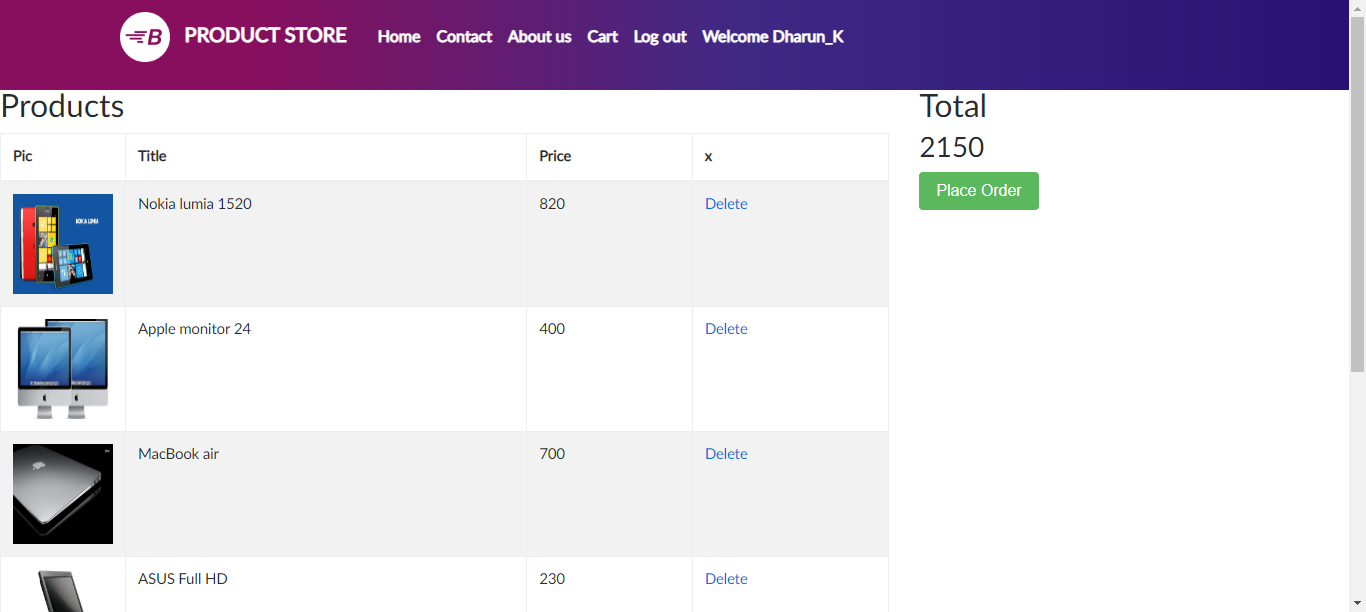 B PRODUCT STORE Home Contact About us Cart Log out Welcome Dharun_K
Products
Total
2150
Place Order
Pic Title Price x
NOKIA LUMIA
Nokia lumia 1520 820 Delete
Apple monitor 24 400 Delete
MacBook air 700 Delete
ASUS Full HD 230 Delete